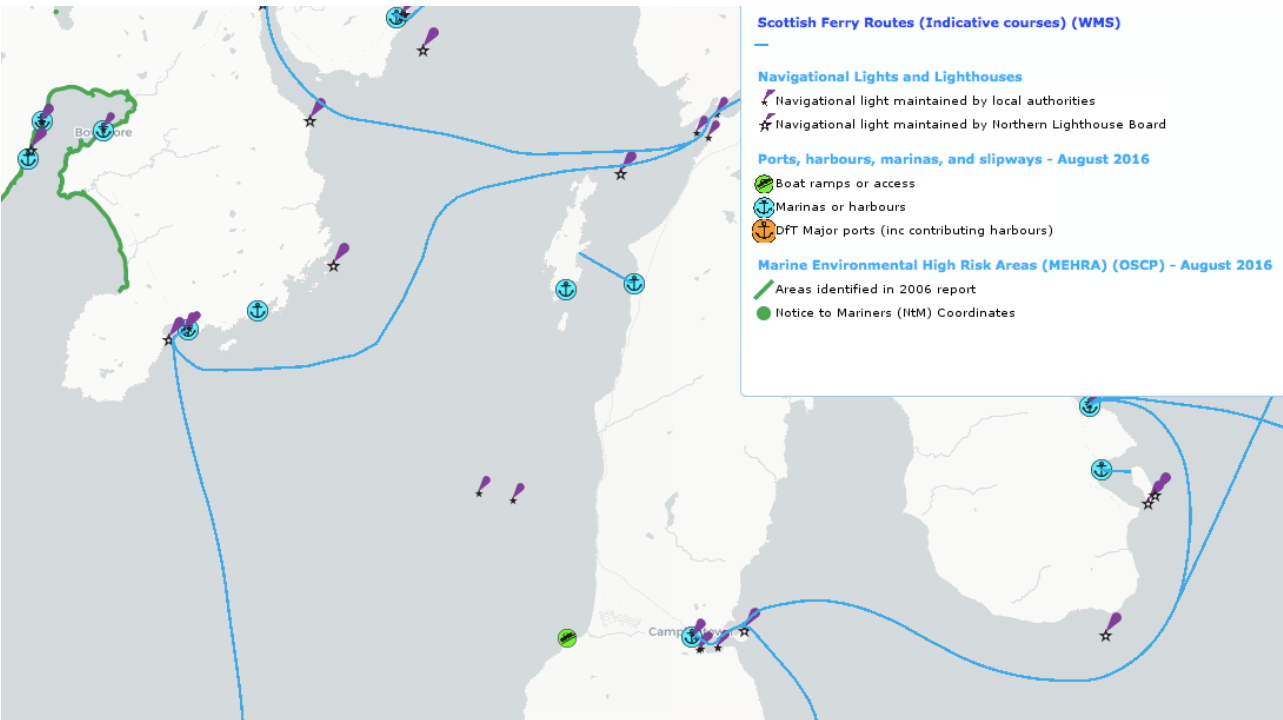 Scottish Ferry Routes (Indicative courses) (WMS)
Navigational Lights and Lighthouses
Navigational light maintained by local authorities
Navigational light maintained by Northern Lighthouse Board
Ports, harbours, marinas, and slipways - August 2016
Boat ramps or access
Marinas or harbours
DfT Major ports (inc contributing harbours)
Marine Environmental High Risk Areas (MEHRA) (OSCP) - August 2016
Areas identified in 2006 report
Notice to Mariners (NtM) Coordinates